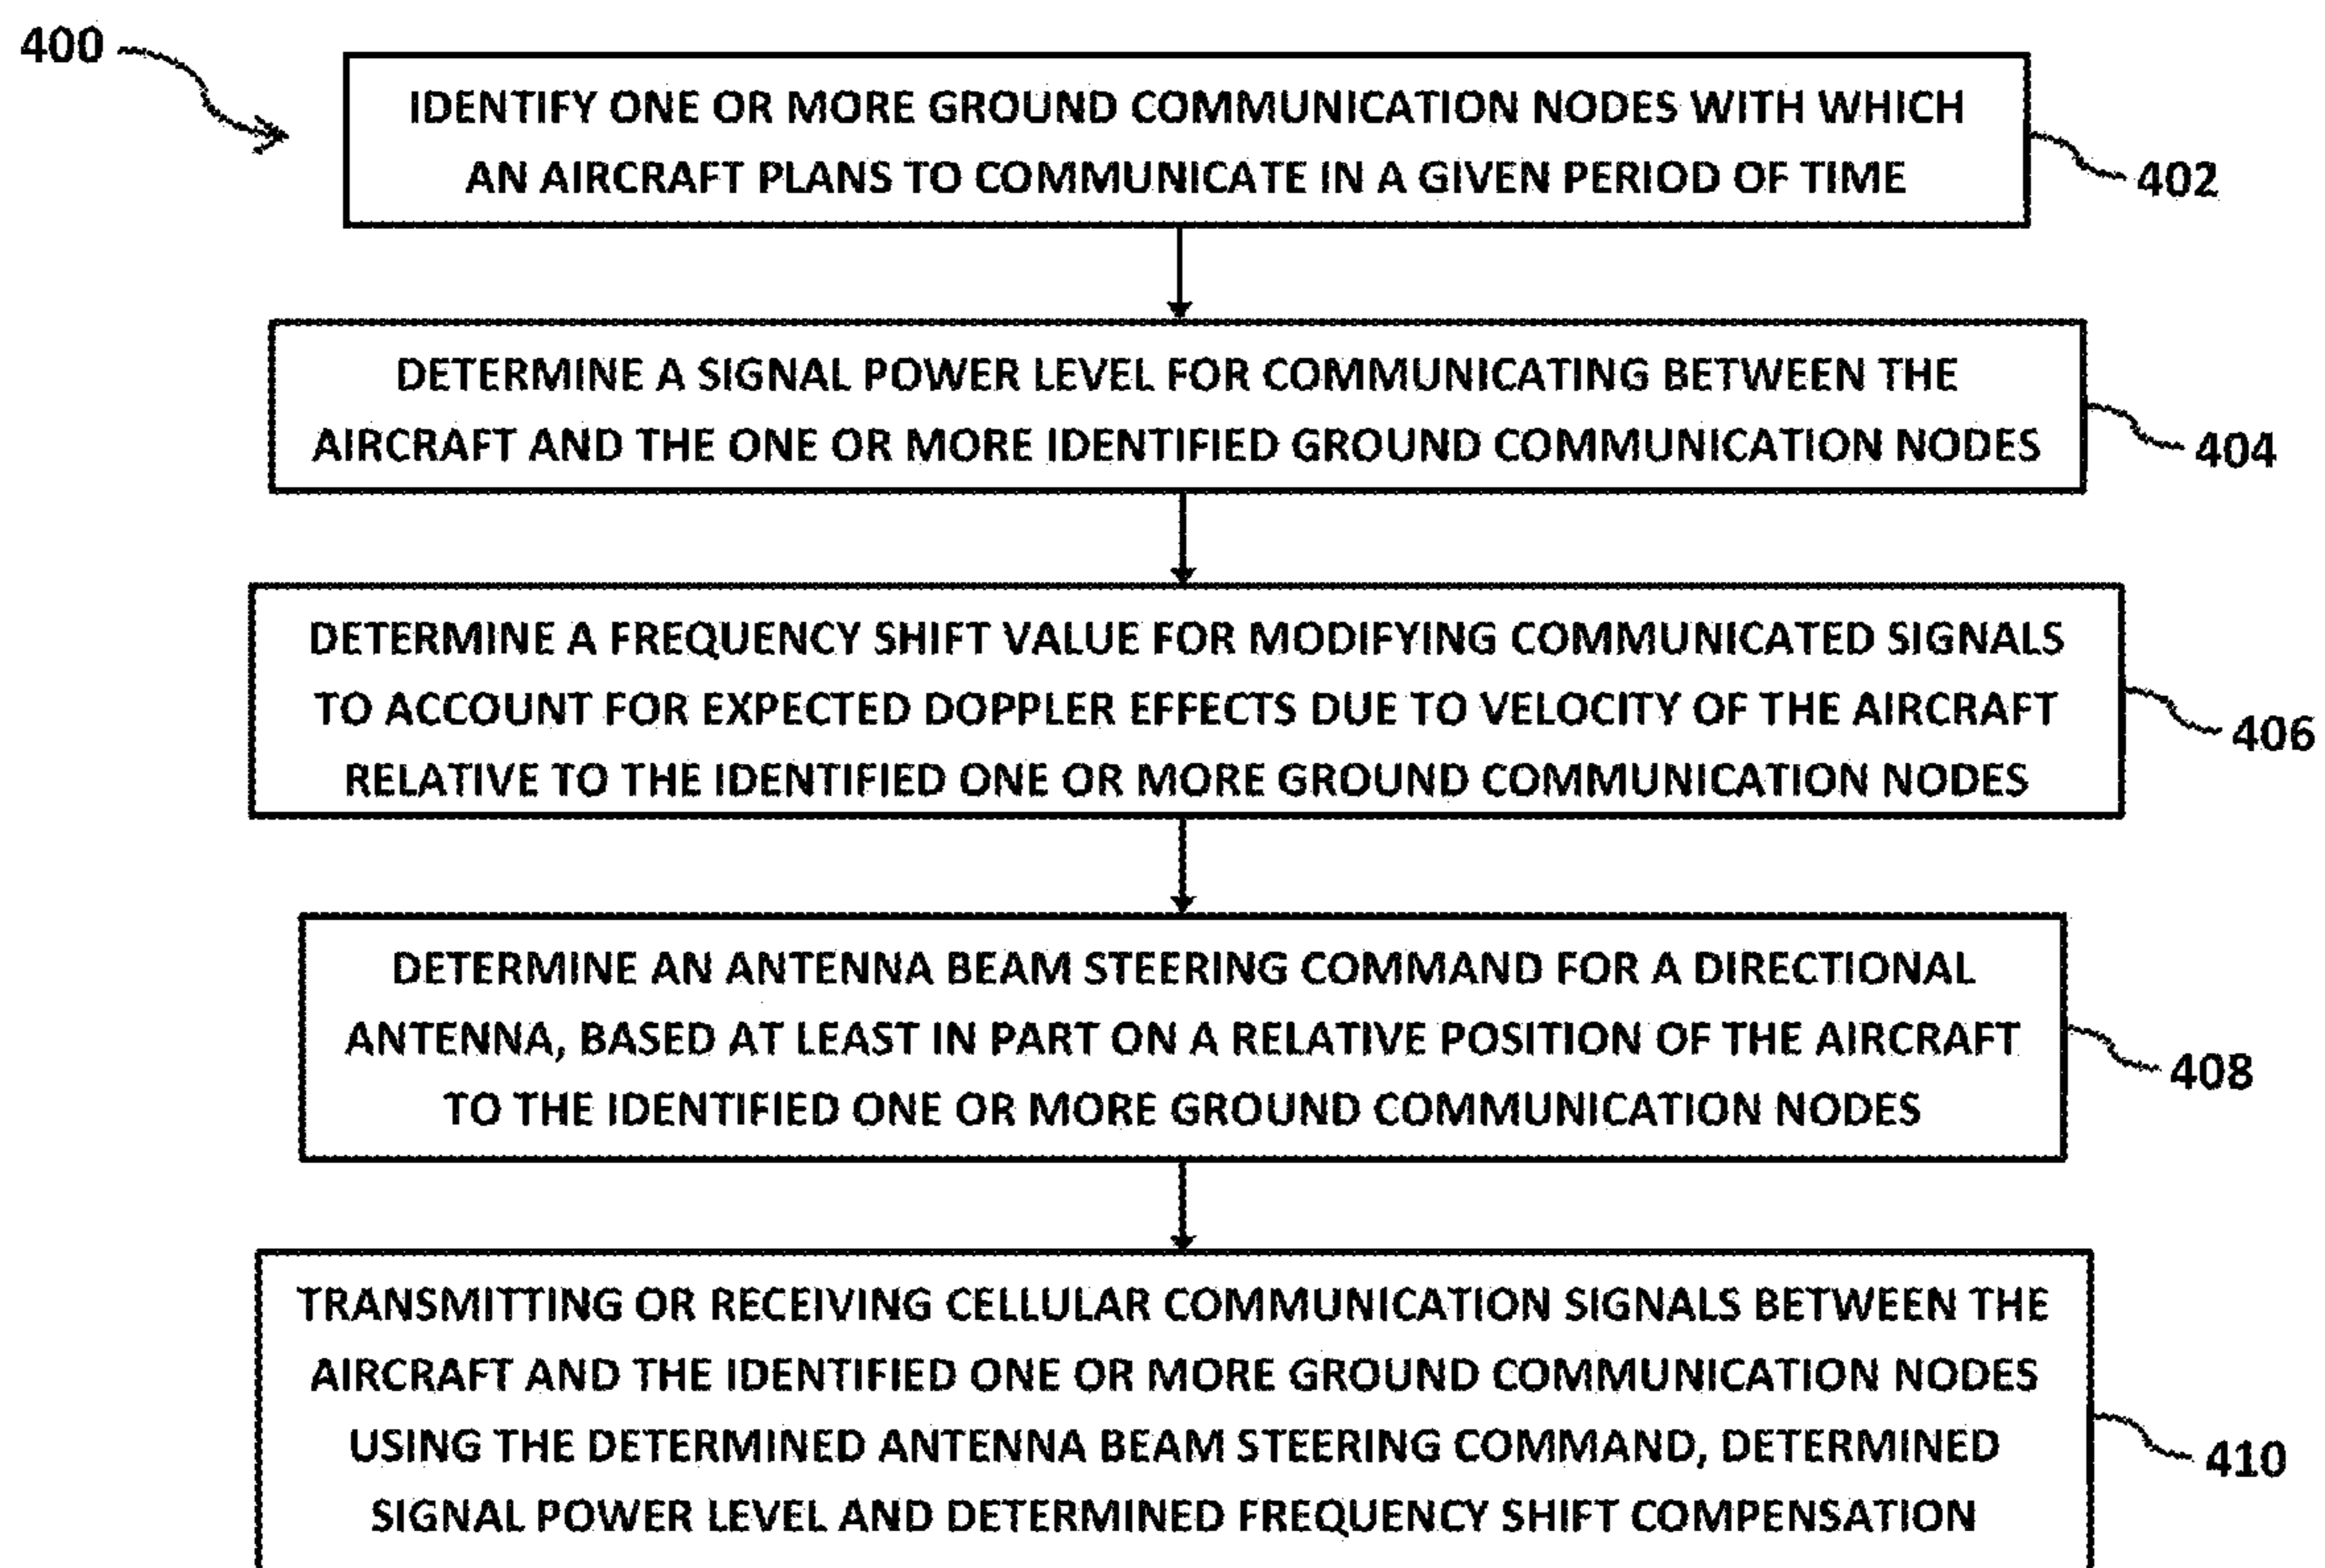 400
IDENTIFY ONE OR MORE GROUND COMMUNICATION NODES WITH WHICH
AN AIRCRAFT PLANS TO COMMUNICATE IN A GIVEN PERIOD OF TIME
402
DETERMINE A SIGNAL POWER LEVEL FOR COMMUNICATING BETWEEN THE
AIRCRAFT AND THE ONE OR MORE IDENTIFIED GROUND COMMUNICATION NODES
404
DETERMINE A FREQUENCY SHIFT VALUE FOR MODIFYING COMMUNICATED SIGNALS
TO ACCOUNT FOR EXPECTED DOPPLER EFFECTS DUE TO VELOCITY OF THE AIRCRAFT
RELATIVE TO THE IDENTIFIED ONE OR MORE GROUND COMMUNICATION NODES
406
DETERMINE AN ANTENNA BEAM STEERING COMMAND FOR A DIRECTIONAL
ANTENNA, BASED AT LEAST IN PART ON A RELATIVE POSITION OF THE AIRCRAFT
TO THE IDENTIFIED ONE OR MORE GROUND COMMUNICATION NODES
408
TRANSMITTING OR RECEIVING CELLULAR COMMUNICATION SIGNALS BETWEEN THE
AIRCRAFT AND THE IDENTIFIED ONE OR MORE GROUND COMMUNICATION NODES
USING THE DETERMINED ANTENNA BEAM STEERING COMMAND, DETERMINED
SIGNAL POWER LEVEL AND DETERMINED FREQUENCY SHIFT COMPENSATION
410